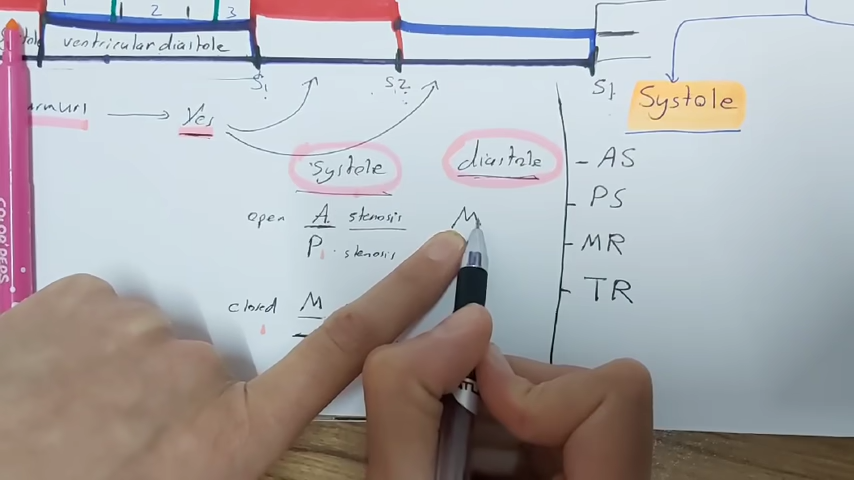 1 2 1 3
ventricular diastole
S1 S2 S1
Yes
Systole
systole diastole
open A stenosis M
P. stenosis
closed M
- AS
- PS
- MR
- TR